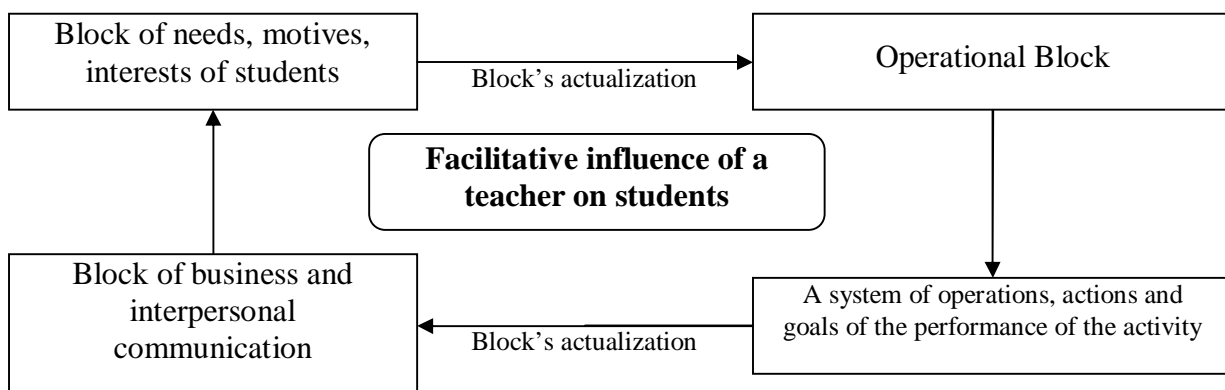 Block of needs, motives,
interests of students
Block’s actualization
Operational Block
Facilitative influence of a
teacher on students
Block of business and
interpersonal
communication
Block’s actualization
A system of operations, actions and
goals of the performance of the activity